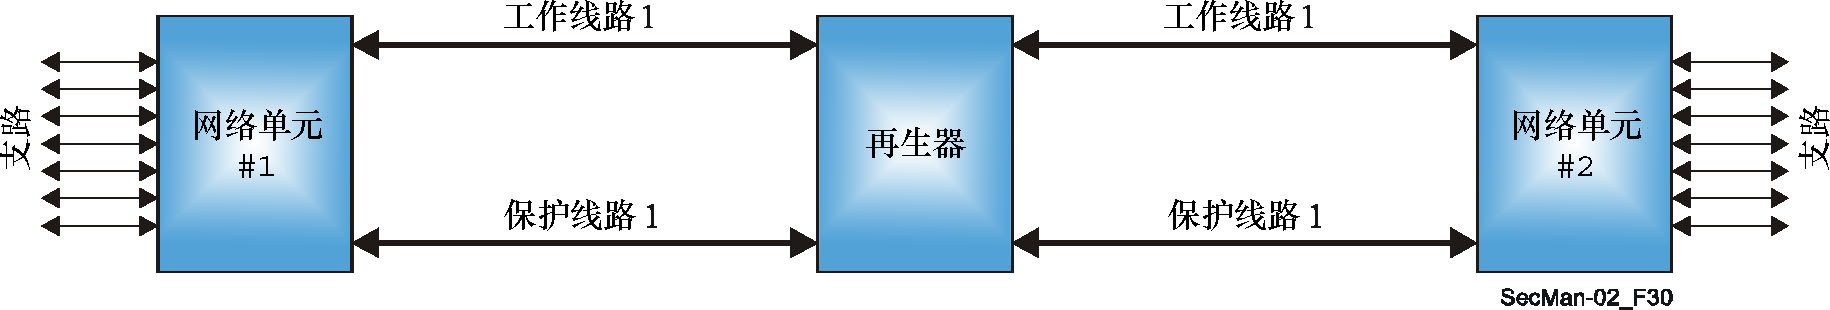 工作线路 1
工作线路 1
支路
网络单元
#1
再生器
网络单元
#2
支路
保护线路 1
保护线路 1
SecMan-02_F30